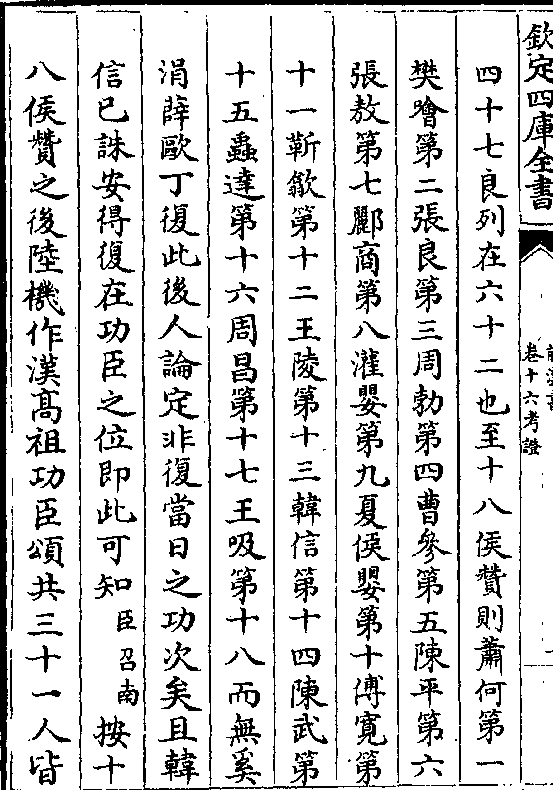 欽定四庫全書
卷十六考證
四十七良列在六十二也至十八侯贊則蕭何第一
樊噲第二張良第三周勃第四曹參第五陳平第六
張敖第七酈商第八灌嬰第九夏侯嬰第十傅寬第
十一靳歙第十二王陵第十三韓信第十四陳武第
十五蟲達第十六周昌第十七王吸第十八而無奚
涓薛歐丁復此後人論定非復當日之功次矣且韓
信已誅安得復在功臣之位即此可知臣召南按十
八侯贊之後陸機作漢髙祖功臣頌共三十一人皆